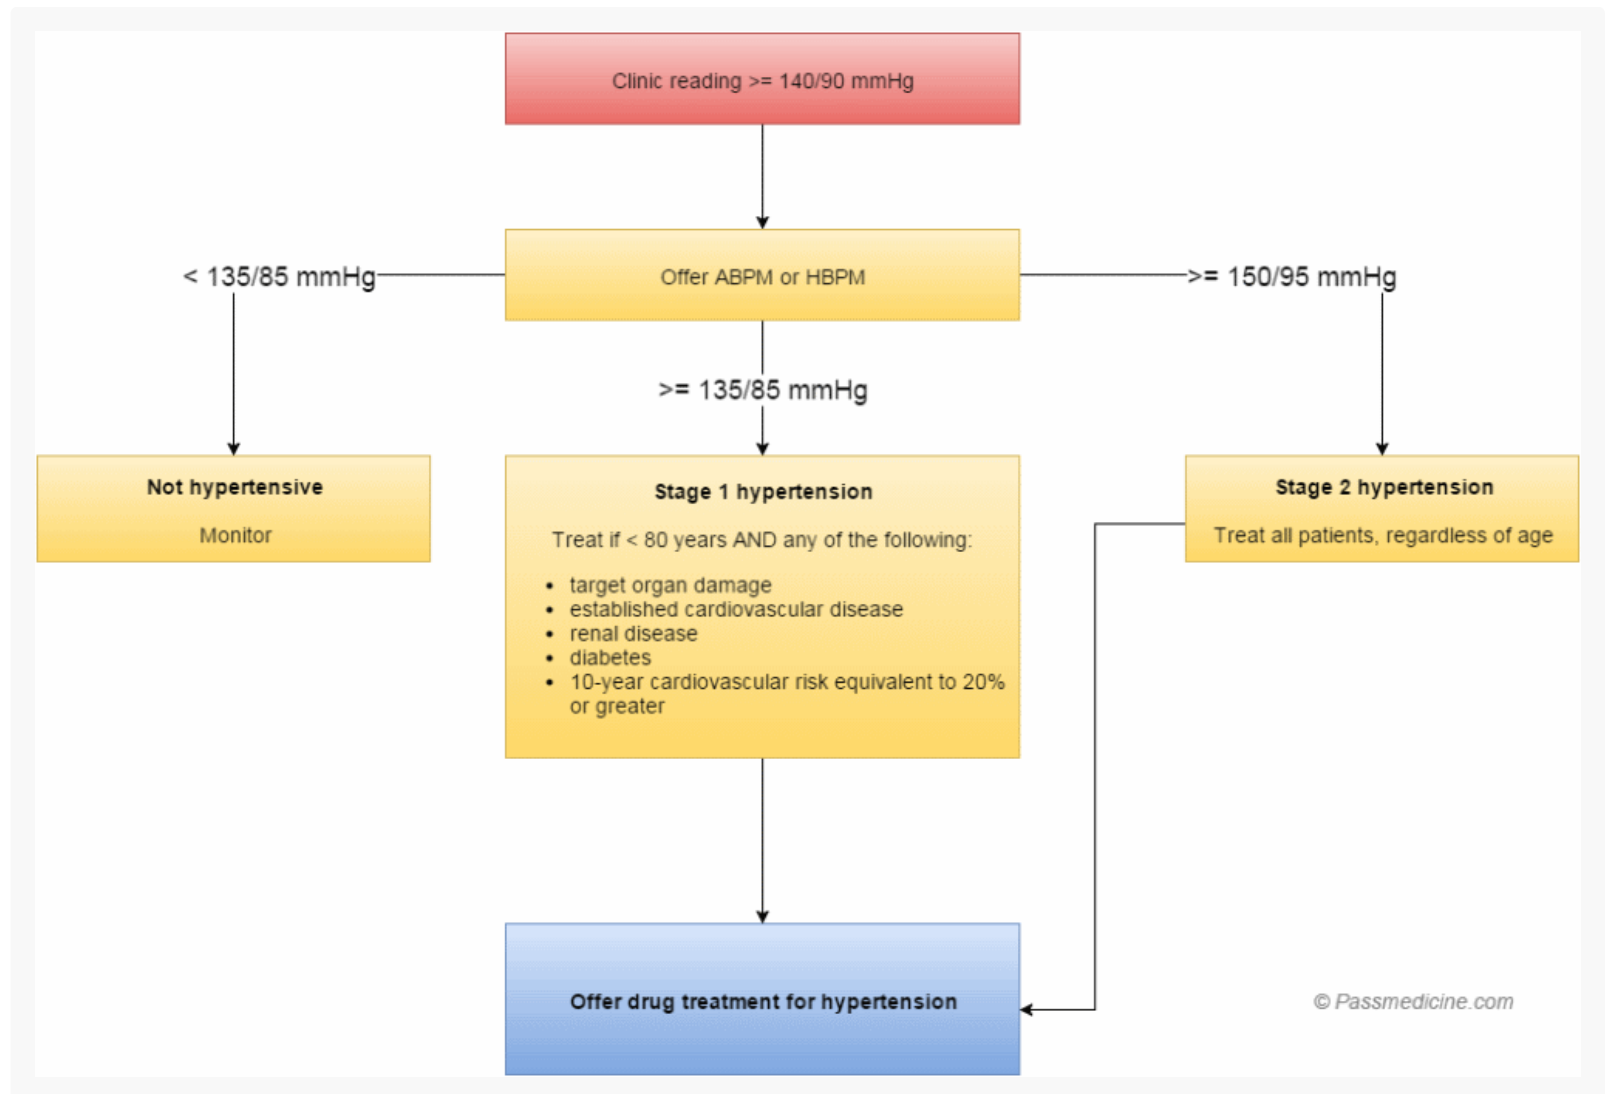 Clinic reading >= 140/90 mmHg
< 135/85 mmHg
Offer ABPM or HBPM
>= 150/95 mmHg
>= 135/85 mmHg
Not hypertensive
Monitor
Stage 1 hypertension
Treat if < 80 years AND any of the following:
• target organ damage
• established cardiovascular disease
• renal disease
• diabetes
• 10-year cardiovascular risk equivalent to 20%
or greater
Stage 2 hypertension
Treat all patients, regardless of age
Offer drug treatment for hypertension
© Passmedicine.com